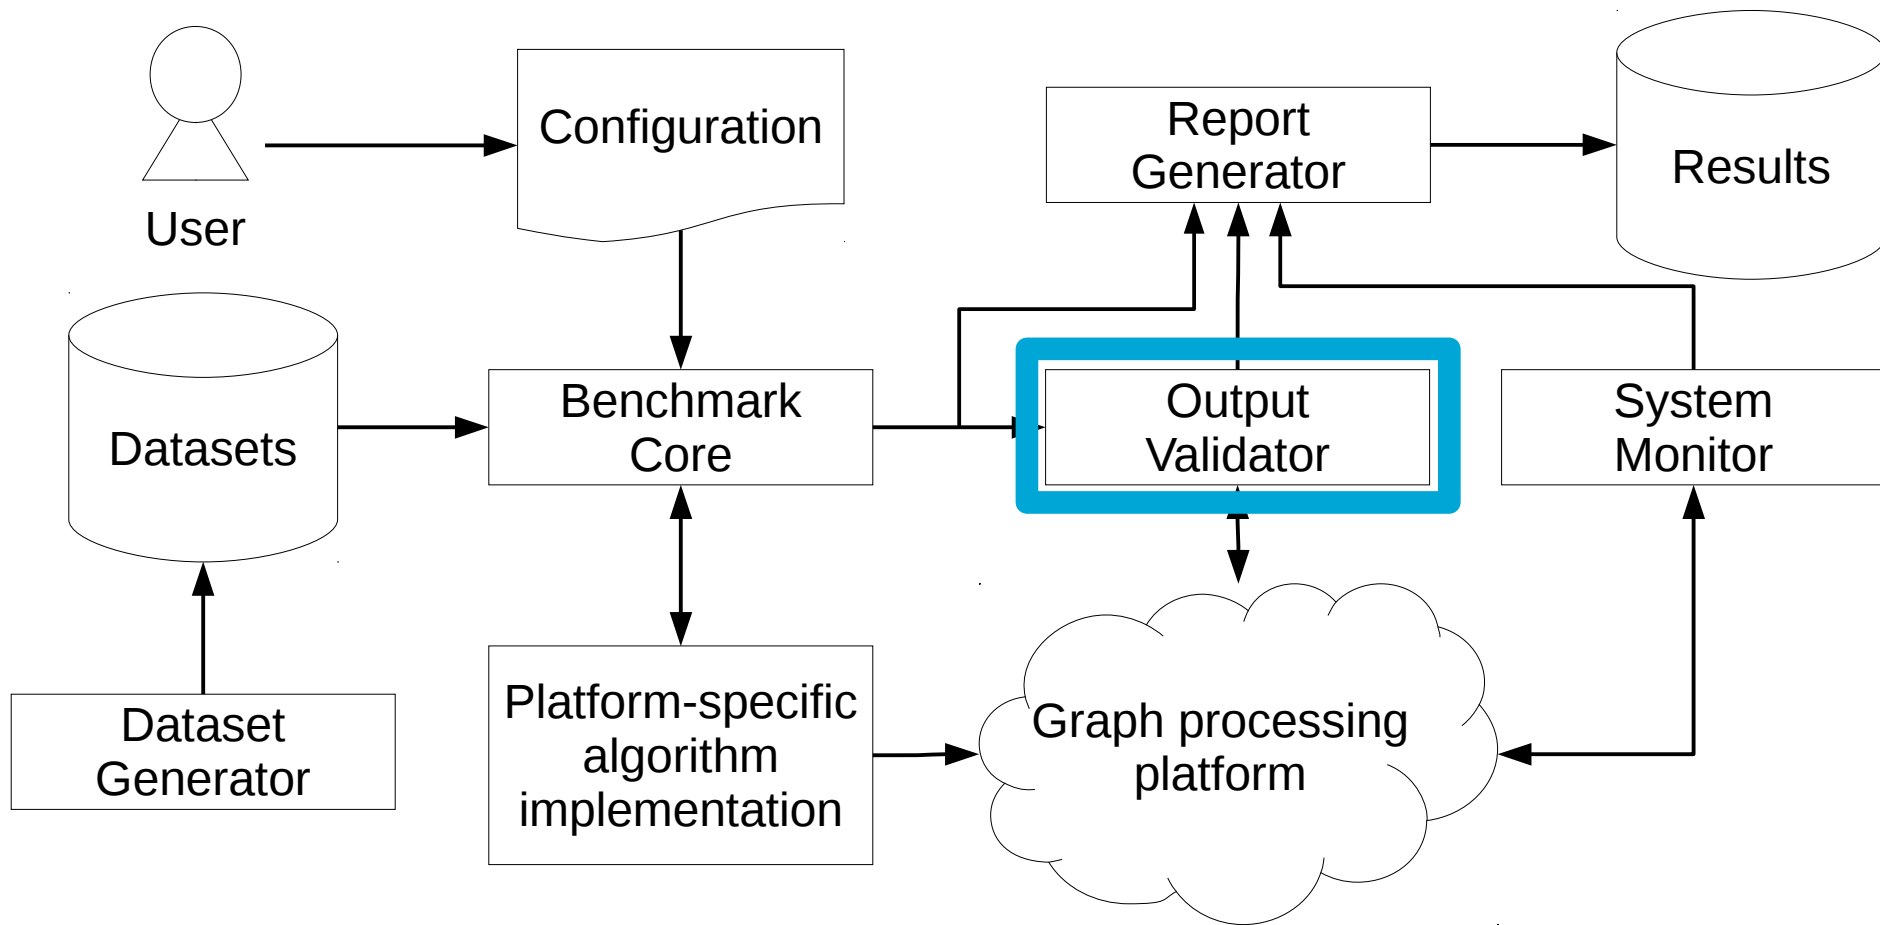 Configuration
Report
Generator
Results
User
Datasets
Benchmark
Core
Output
Validator
System
Monitor
Dataset
Generator
Platform-specific
algorithm
implementation
Graph processing
platform